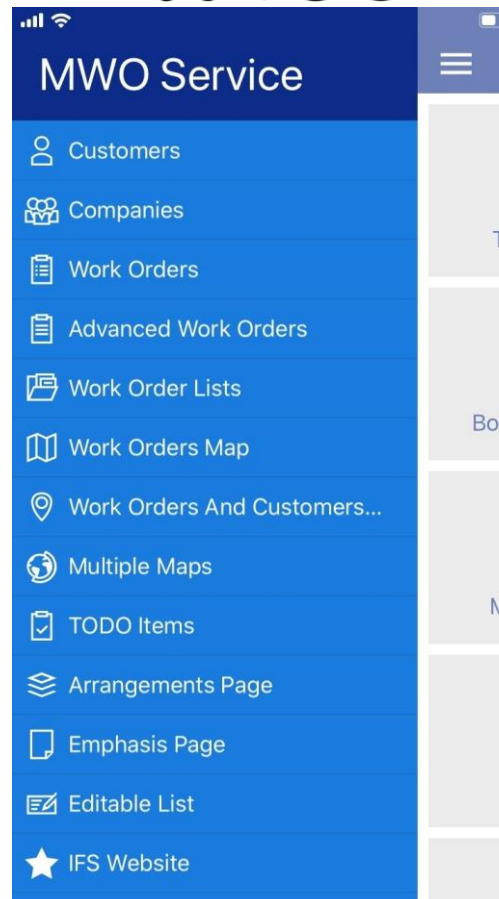 MWO Service
Customers
Companies
Work Orders
Advanced Work Orders
Work Order Lists
Work Orders Map
Work Orders And Customers...
Multiple Maps
TODO Items
Arrangements Page
Emphasis Page
Editable List
IFS Website